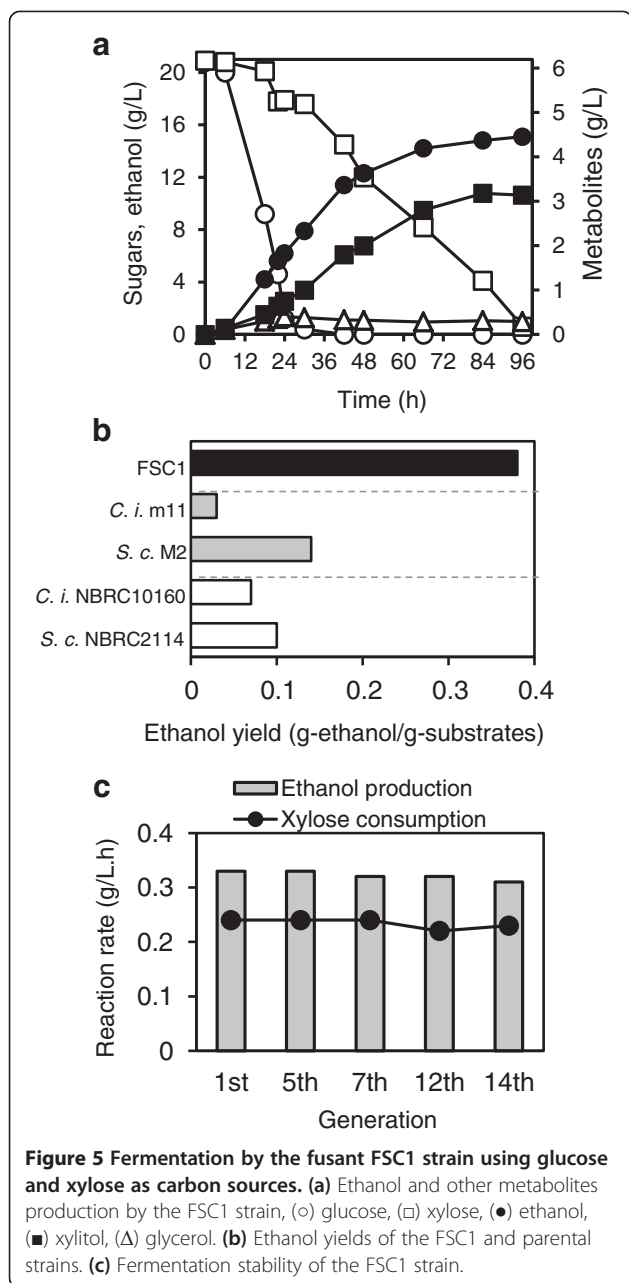 a
Sugars, ethanol (g/L)
20
16
12
8
4
0
Metabolites (g/L)
6
5
4
3
2
1
0
0 12 24 36 48 60 72 84 96
Time (h)
b
FSC1
C. i. m11
S. c. M2
C. i. NBRC10160
S. c. NBRC2114
0 0.1 0.2 0.3 0.4
Ethanol yield (g-ethanol/g-substrates)
c
Ethanol production
Xylose consumption
Reaction rate (g/L.h)
0.4
0.3
0.2
0.1
0
1st 5th 7th 12th 14th
Generation
Figure 5 Fermentation by the fusant FSC1 strain using glucose
and xylose as carbon sources. (a) Ethanol and other metabolites
production by the FSC1 strain, (○) glucose, (□) xylose, (●) ethanol,
(■) xylitol, (Δ) glycerol. (b) Ethanol yields of the FSC1 and parental
strains. (c) Fermentation stability of the FSC1 strain.